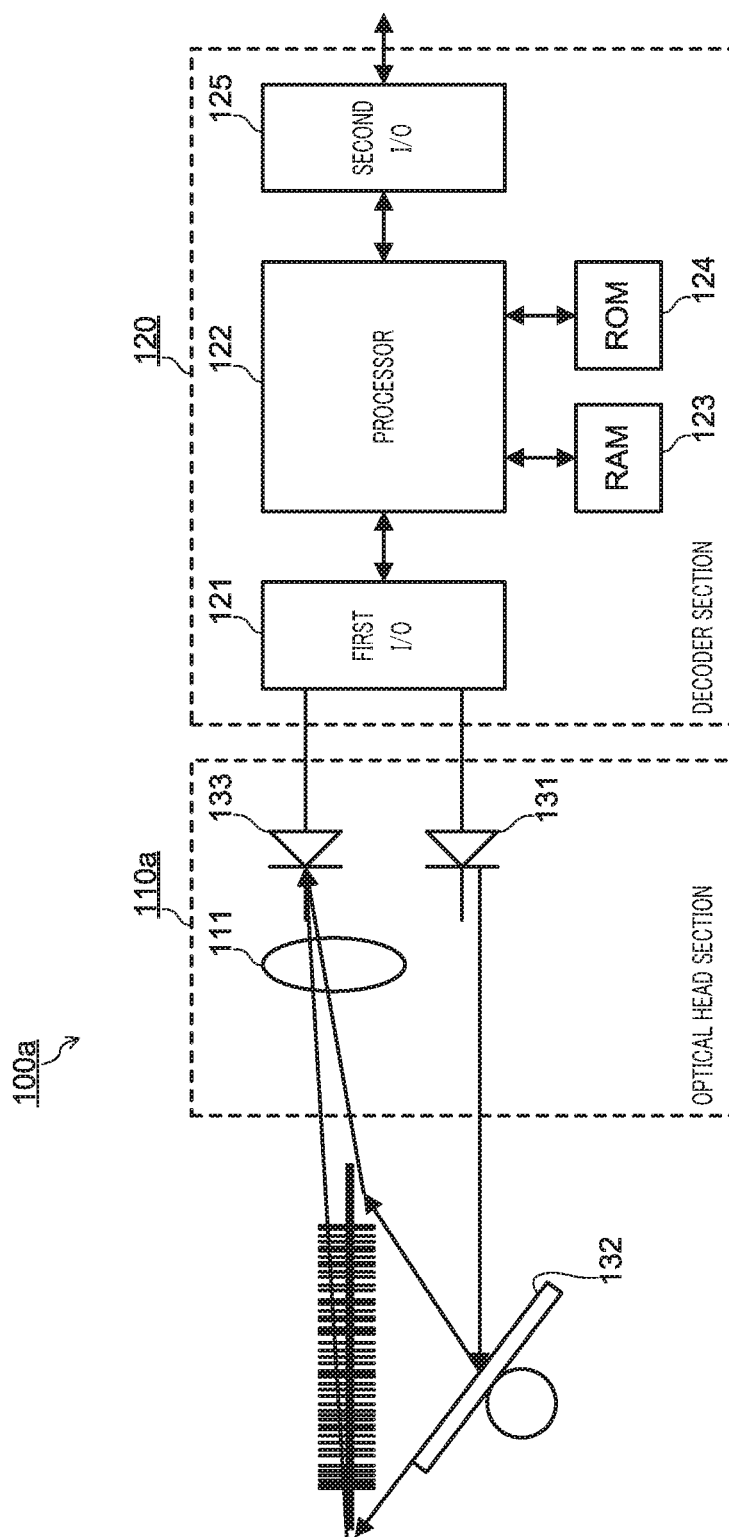 100a
110a
120
111
133
131
132
OPTICAL HEAD SECTION
121
FIRST
I/O
122
PROCESSOR
125
SECOND
I/O
RAM
123
ROM
124
DECODER SECTION